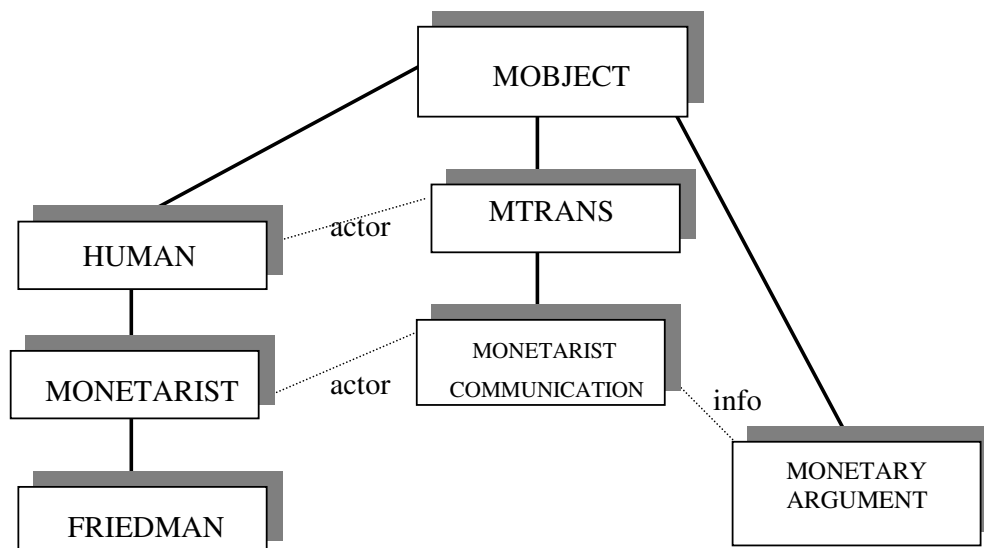 MOBJECT
MTRANS
actor
HUMAN
MONETARIST
COMMUNICATION
MONETARIST
actor
info
MONETARY
ARGUMENT
FRIEDMAN